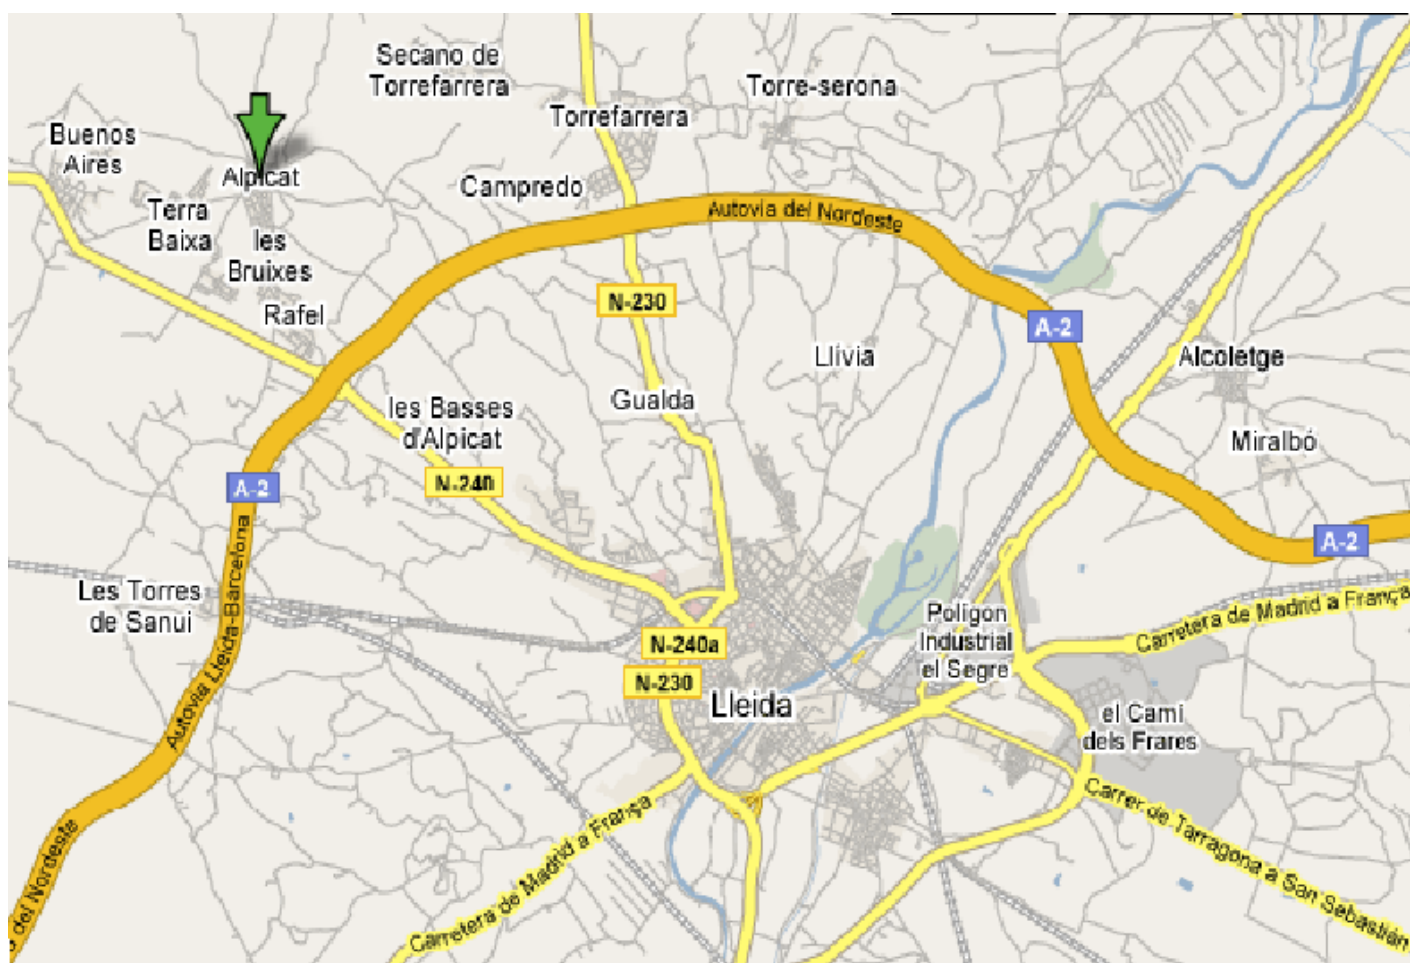 Secano de
Torrefarrera
Torre-serona
Torrefarrera
Buenos
Aires
Alpicat
Campredo
Terra
Baixa
les
Bruixes
Autovia del Nordeste
N-230
Rafel
A-2
Llívia
Alcoletge
Gualda
les Basses
d'Alpicat
Miralbó
N-240
A-2
A-2
Autovia Lleida-Barcelona
Les Torres
de Sanui
Polígon
Industrial
el Segre
Carretera de Madrid a França
N-240a
N-230
Lleida
el Camí
dels Frares
Carretera de Madrid a França
Carrer de Tarragona a San Sebastián
del Nordeste